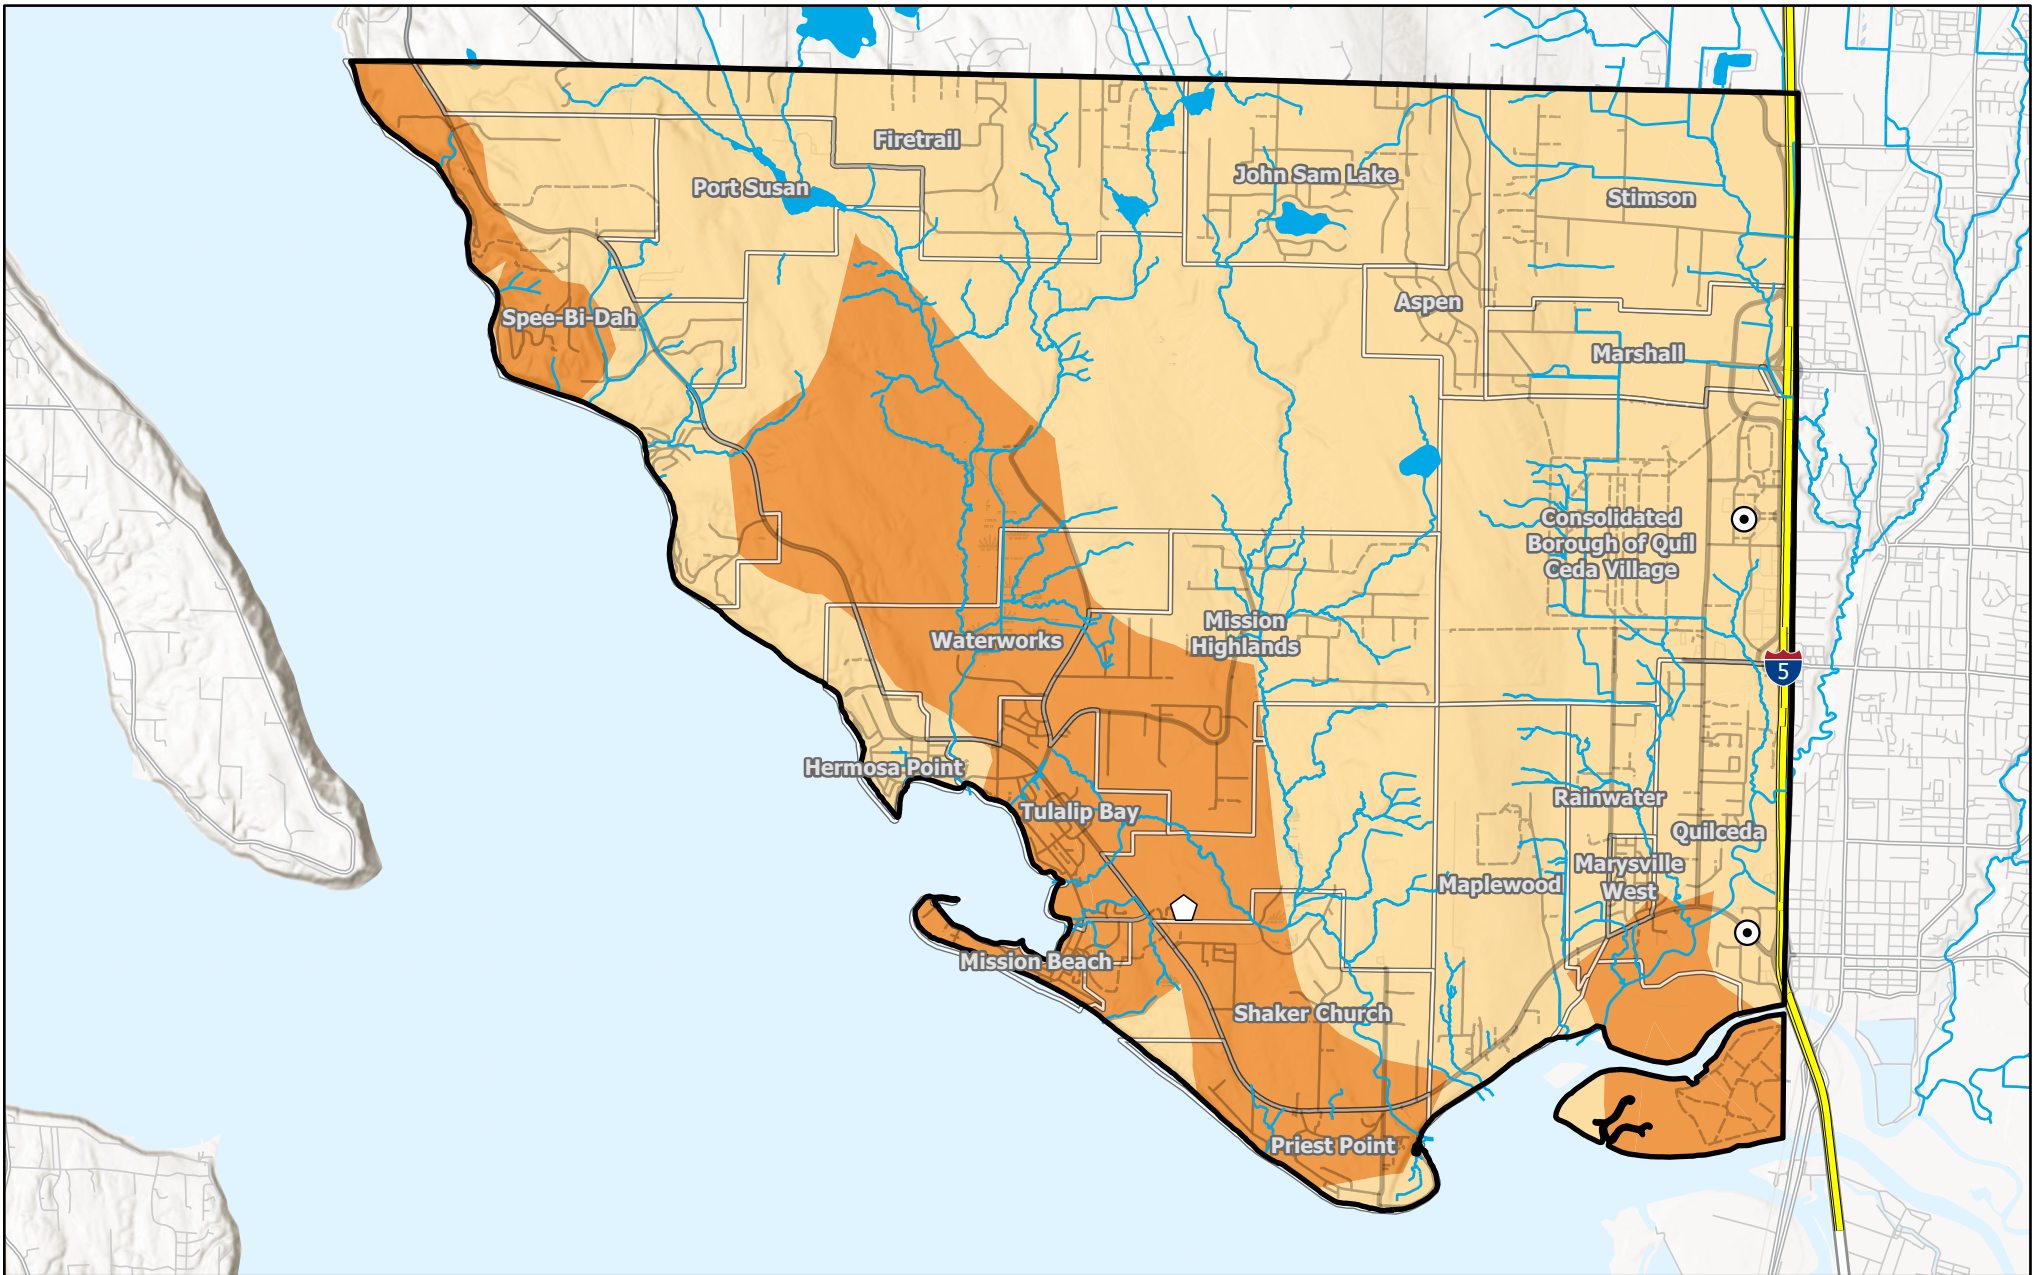 Firetrail
John Sam Lake
Port Susan
Stimson
Aspen
Spee-Bi-Dah
Marshall
Consolidated
Borough of Quil
Ceda Village
Mission
Highlands
Waterworks
5
Hermosa Point
Rainwater
Tulalip Bay
Quilceda
Marysville
West
Maplewood
Mission Beach
Shaker Church
Priest Point